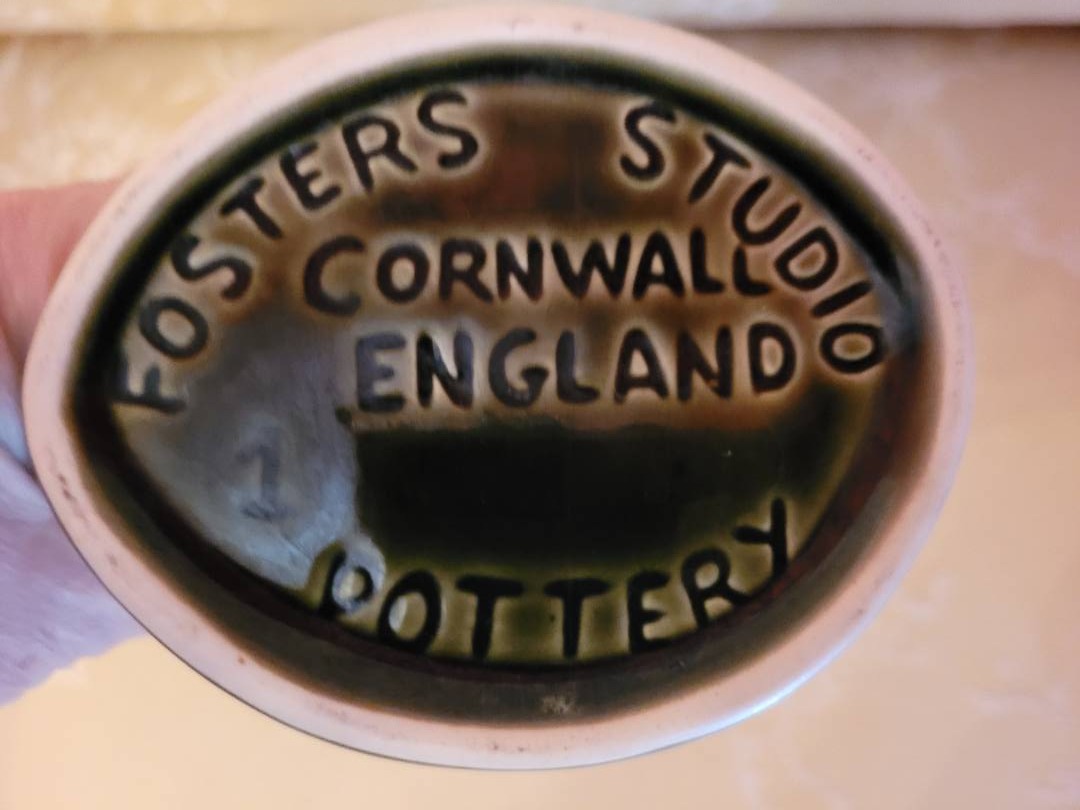 FOSTERS STUDIO
CORNWALL
ENGLAND
1
POTTERY